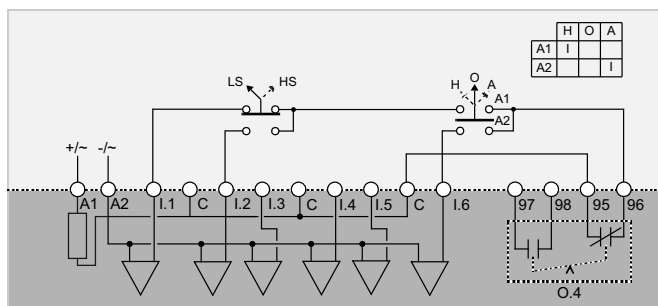 H O A
A1 I
A2 I
LS HS
H O A A1
A2
+/~ -/~
A1 A2 I.1 C I.2 I.3 C I.4 I.5 C I.6 97 98 95 96
O.4